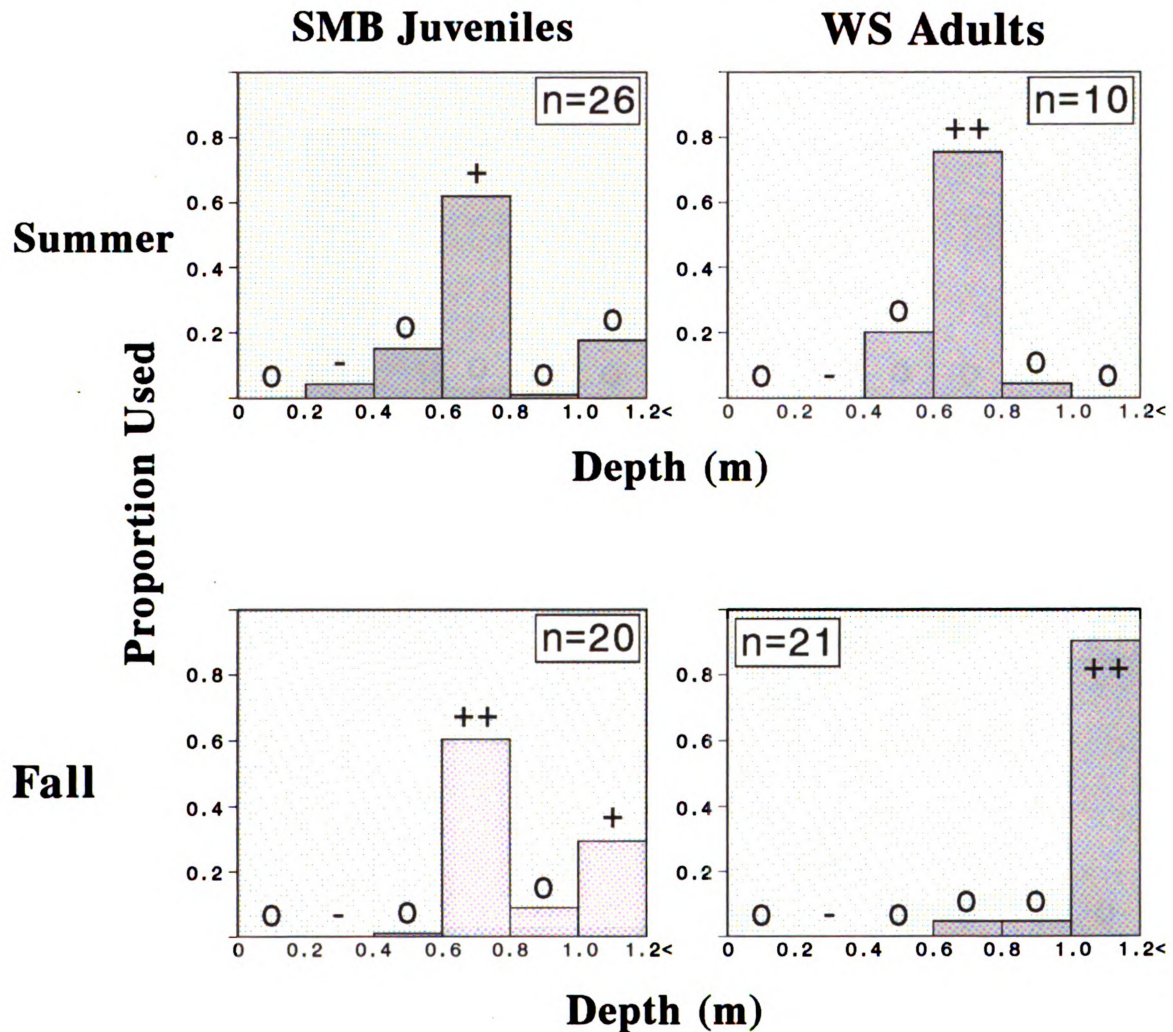 SMB Juveniles
WS Adults
Summer
Fall
Proportion Used
n=26
0.8
0.6
0.4
0.2
O - O + O O
0 0.2 0.4 0.6 0.8 1.0 1.2<
n=10
0.8
0.6
0.4
0.2
O - O ++ O O
0 0.2 0.4 0.6 0.8 1.0 1.2<
Depth (m)
n=20
0.8
0.6
0.4
0.2
O - O ++ O +
0 0.2 0.4 0.6 0.8 1.0 1.2<
n=21
0.8
0.6
0.4
0.2
O - O O O ++
0 0.2 0.4 0.6 0.8 1.0 1.2<
Depth (m)